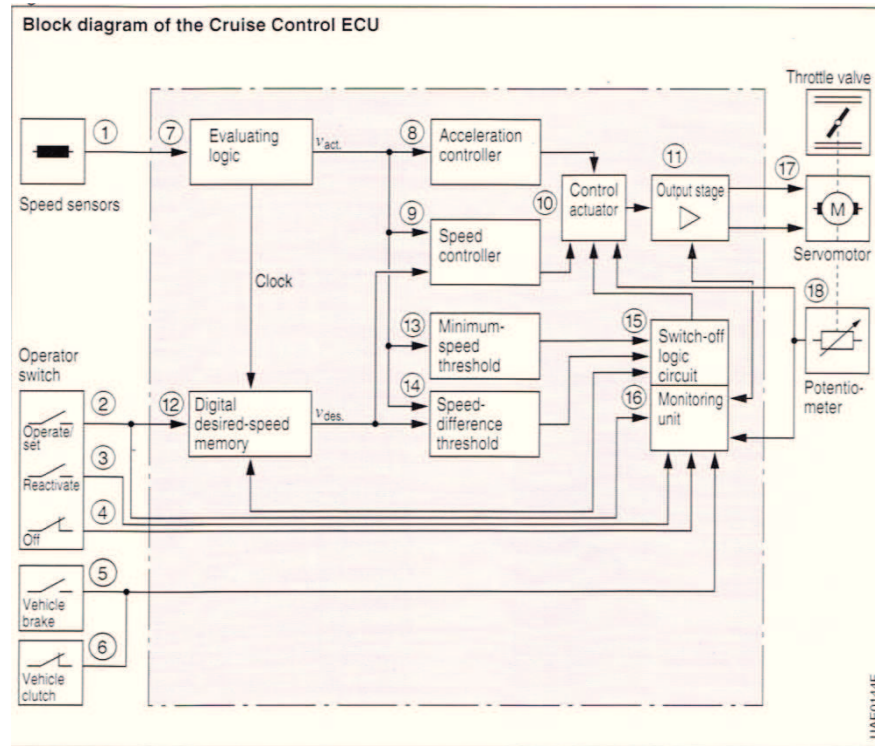 Block diagram of the Cruise Control ECU
Throttle valve
1
7
Evaluating
logic
vact.
8
Acceleration
controller
11
17
Speed sensors
10
Control
actuator
Output stage
M
9
Speed
controller
Servomotor
Clock
18
13
Minimum-
speed
threshold
15
Switch-off
logic
circuit
Potentio-
meter
Operator
switch
2
Operate/
set
12
Digital
desired-speed
memory
vdes.
14
Speed-
difference
threshold
16
Monitoring
unit
3
Reactivate
4
Off
5
Vehicle
brake
6
Vehicle
clutch
UAE0144E